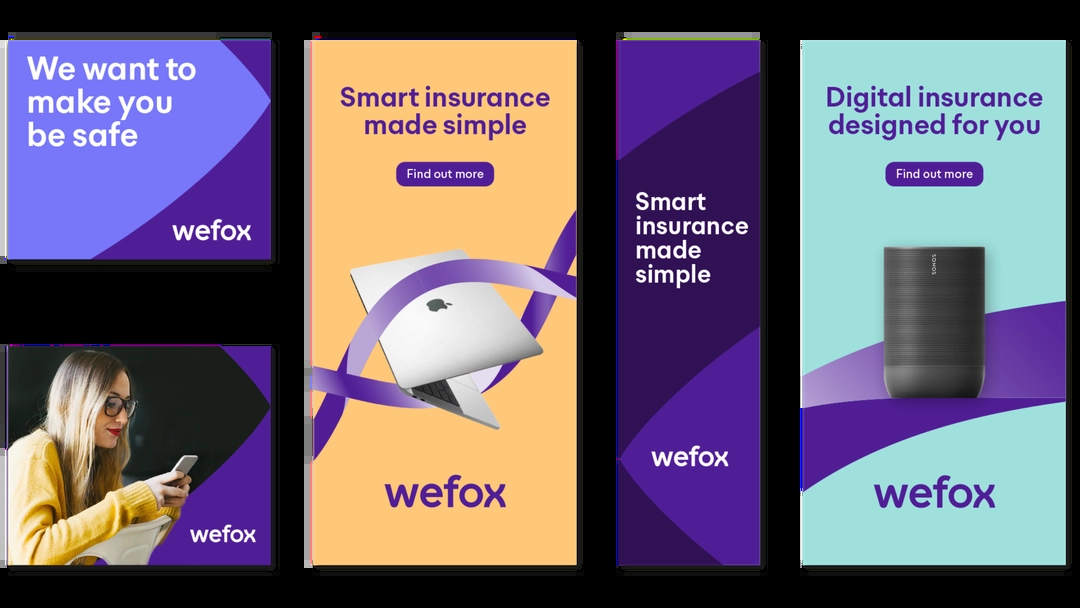 We want to
make you
be safe
wefox
wefox
Smart insurance
made simple
Find out more
wefox
Smart
insurance
made
simple
wefox
Digital insurance
designed for you
Find out more
SONOS
wefox